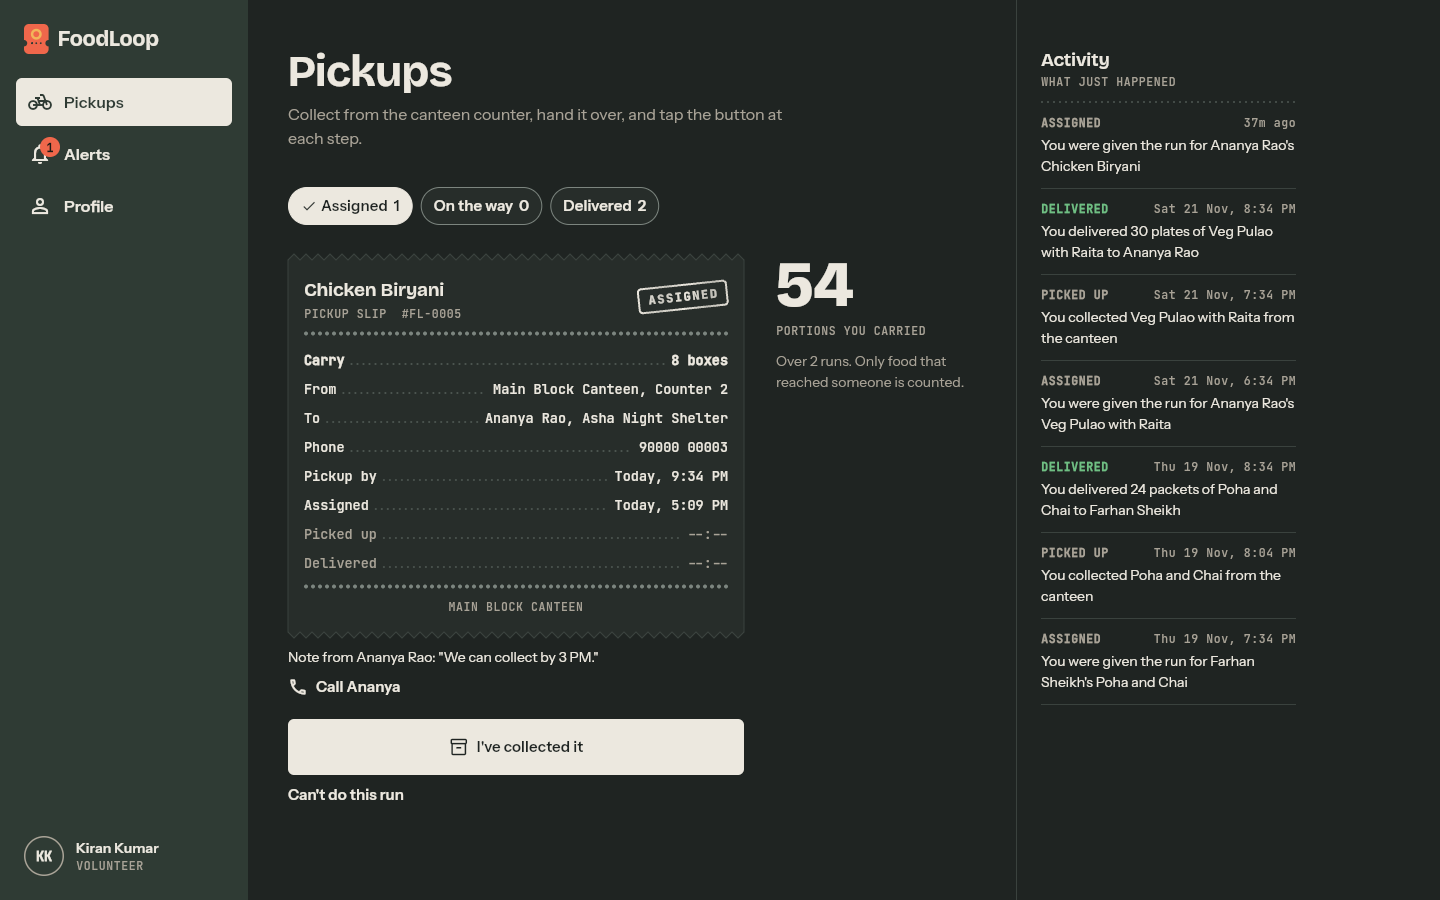 FoodLoop
Pickups
1
Alerts
Profile
KK
Kiran Kumar
VOLUNTEER
Pickups
Collect from the canteen counter, hand it over, and tap the button at
each step.
Assigned 1
On the way 0
Delivered 2
Chicken Biryani
PICKUP SLIP #FL-0005
ASSIGNED
Carry 8 boxes
From Main Block Canteen, Counter 2
To Ananya Rao, Asha Night Shelter
Phone 90000 00003
Pickup by Today, 9:34 PM
Assigned Today, 5:09 PM
Picked up --:--
Delivered --:--
MAIN BLOCK CANTEEN
Note from Ananya Rao: "We can collect by 3 PM."
Call Ananya
I've collected it
Can't do this run
54
PORTIONS YOU CARRIED
Over 2 runs. Only food that
reached someone is counted.
Activity
WHAT JUST HAPPENED
ASSIGNED 37m ago
You were given the run for Ananya Rao's
Chicken Biryani
DELIVERED Sat 21 Nov, 8:34 PM
You delivered 30 plates of Veg Pulao
with Raita to Ananya Rao
PICKED UP Sat 21 Nov, 7:34 PM
You collected Veg Pulao with Raita from
the canteen
ASSIGNED Sat 21 Nov, 6:34 PM
You were given the run for Ananya Rao's
Veg Pulao with Raita
DELIVERED Thu 19 Nov, 8:34 PM
You delivered 24 packets of Poha and
Chai to Farhan Sheikh
PICKED UP Thu 19 Nov, 8:04 PM
You collected Poha and Chai from the
canteen
ASSIGNED Thu 19 Nov, 7:34 PM
You were given the run for Farhan
Sheikh's Poha and Chai